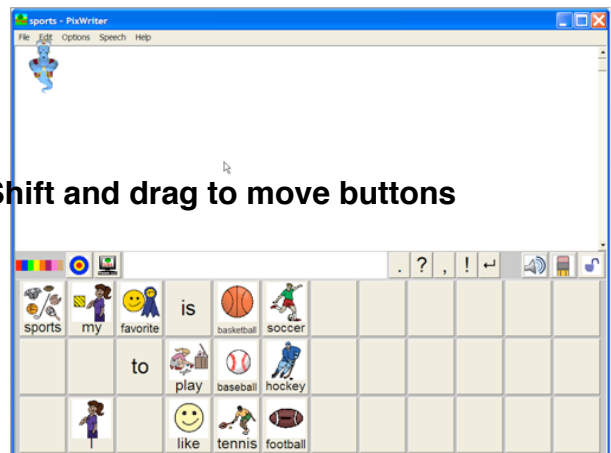 sports - PixWriter
File Edit Options Speech Help
Shift and drag to move buttons
. ? , ! ↵
sports my favorite is basketball soccer
to play baseball hockey
I like tennis football